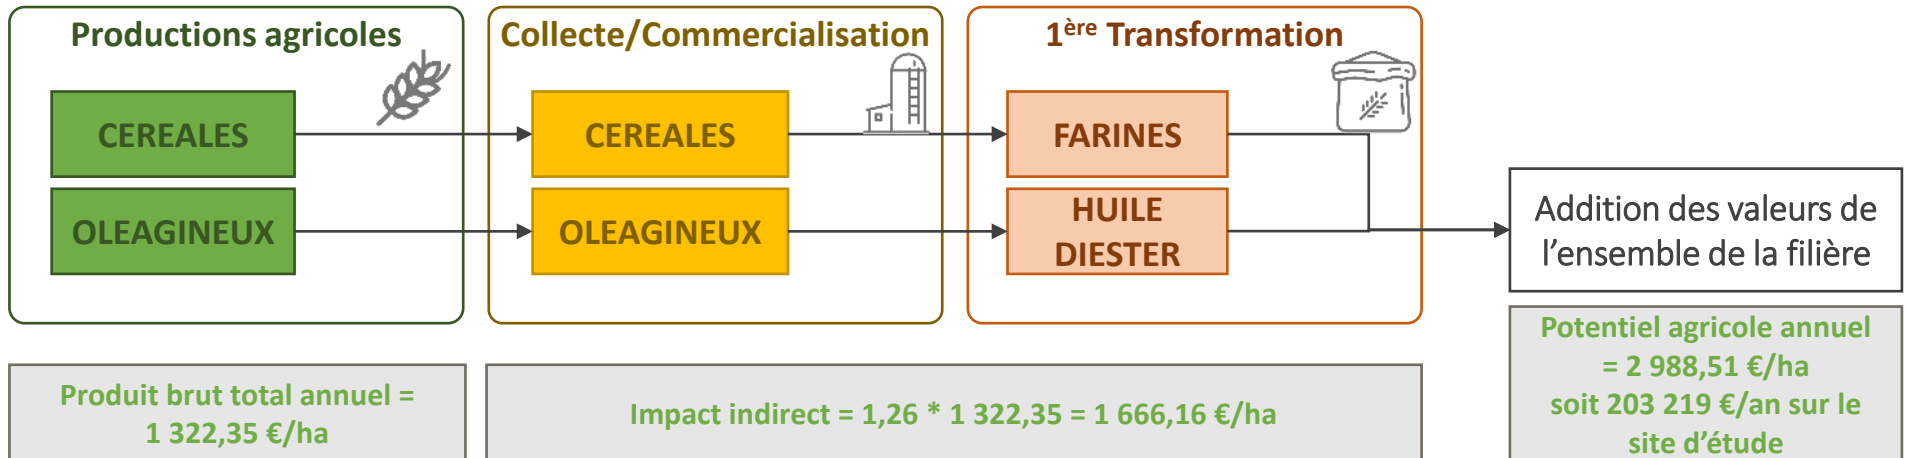 Productions agricoles
CEREALES
OLEAGINEUX
Collecte/Commercialisation
CEREALES
OLEAGINEUX
1ère Transformation
FARINES
HUILE
DIESTER
Addition des valeurs de
l’ensemble de la filière
Produit brut total annuel =
1 322,35 €/ha
Impact indirect = 1,26 * 1 322,35 = 1 666,16 €/ha
Potentiel agricole annuel
= 2 988,51 €/ha
soit 203 219 €/an sur le
site d’étude